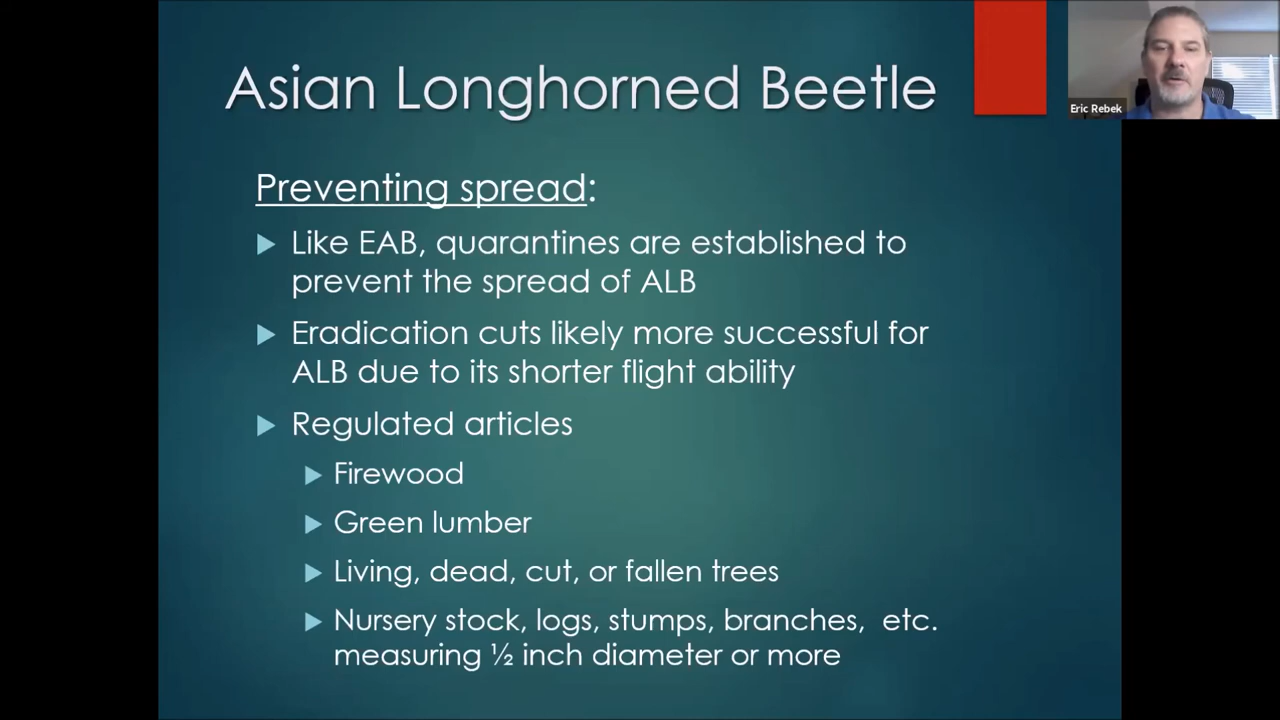 Asian Longhorned Beetle
Eric Rebek
Preventing spread:
Like EAB, quarantines are established to
prevent the spread of ALB
Eradication cuts likely more successful for
ALB due to its shorter flight ability
Regulated articles
Firewood
Green lumber
Living, dead, cut, or fallen trees
Nursery stock, logs, stumps, branches,  etc.
measuring ½ inch diameter or more